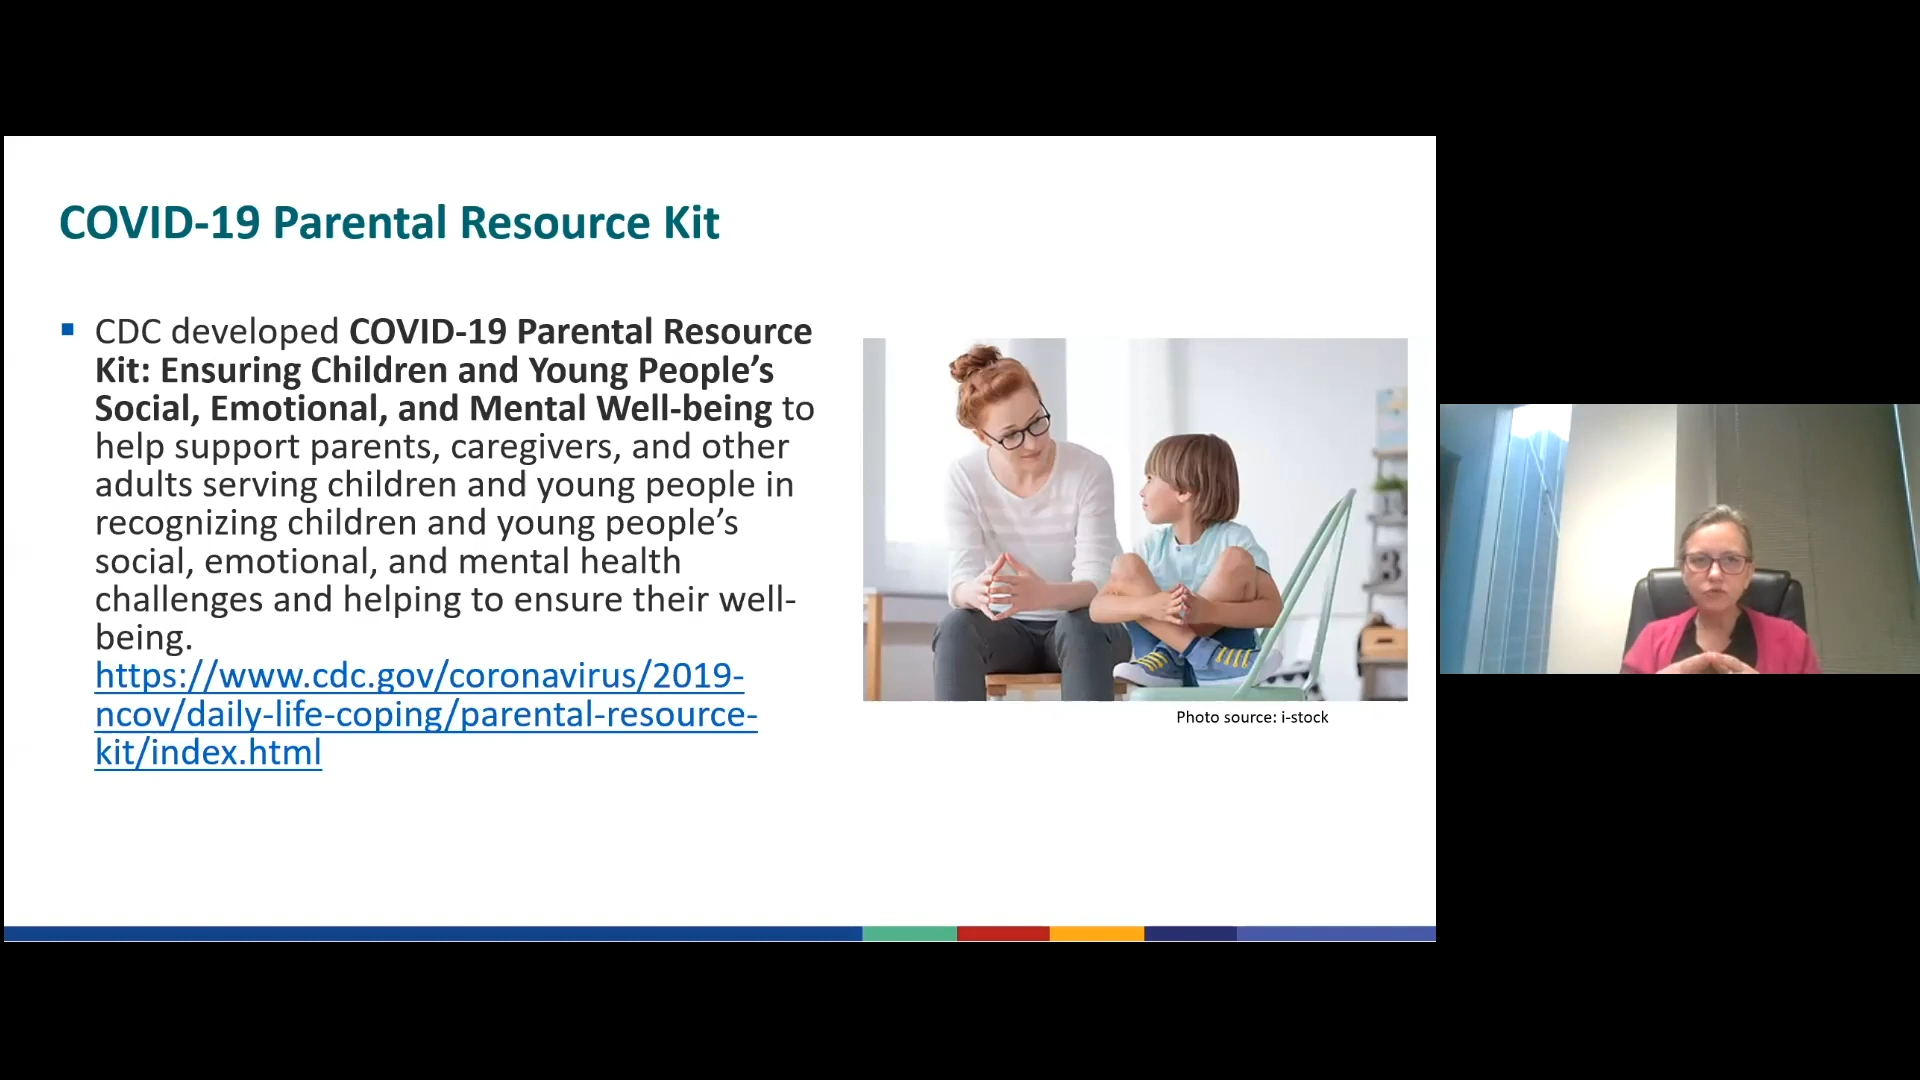 COVID-19 Parental Resource Kit
▪ CDC developed COVID-19 Parental Resource
Kit: Ensuring Children and Young People’s
Social, Emotional, and Mental Well-being to
help support parents, caregivers, and other
adults serving children and young people in
recognizing children and young people’s
social, emotional, and mental health
challenges and helping to ensure their well-
being.
https://www.cdc.gov/coronavirus/2019-
ncov/daily-life-coping/parental-resource-
kit/index.html
3
Photo source: i-stock